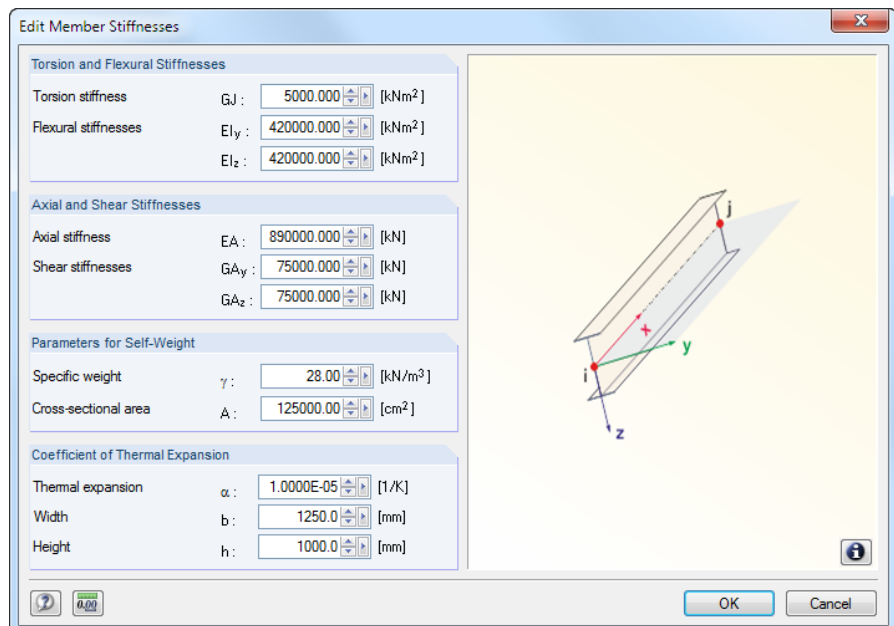 Edit Member Stiffnesses
Torsion and Flexural Stiffnesses
Torsion stiffness GJ : 5000.000 [kNm²]
Flexural stiffnesses EIy : 420000.000 [kNm²]
EIz : 420000.000 [kNm²]
Axial and Shear Stiffnesses
Axial stiffness EA : 890000.000 [kN]
Shear stiffnesses GAy : 75000.000 [kN]
GAz : 75000.000 [kN]
Parameters for Self-Weight
Specific weight γ : 28.00 [kN/m³]
Cross-sectional area A : 125000.00 [cm²]
Coefficient of Thermal Expansion
Thermal expansion α : 1.0000E-05 [1/K]
Width b : 1250.0 [mm]
Height h : 1000.0 [mm]
j
x
y
i
z
0.00
OK Cancel